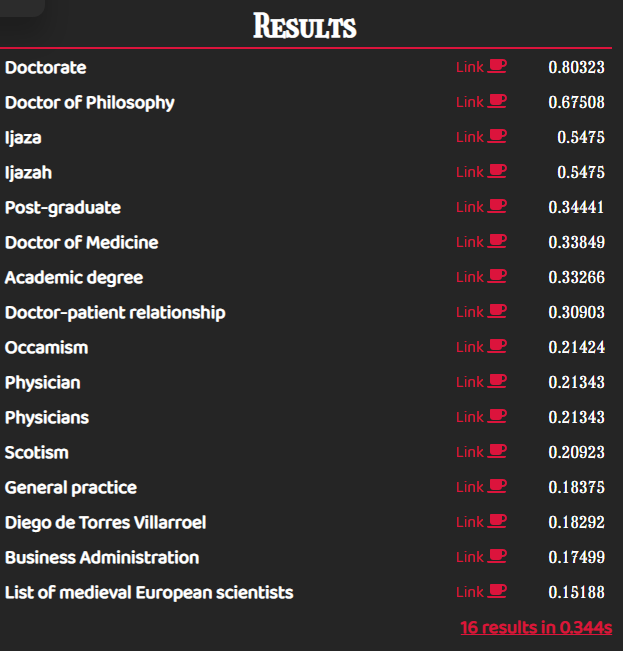 Results
Doctorate Link 0.80323
Doctor of Philosophy Link 0.67508
Ijaza Link 0.5475
Ijazah Link 0.5475
Post-graduate Link 0.34441
Doctor of Medicine Link 0.33849
Academic degree Link 0.33266
Doctor-patient relationship Link 0.30903
Occamism Link 0.21424
Physician Link 0.21343
Physicians Link 0.21343
Scotism Link 0.20923
General practice Link 0.18375
Diego de Torres Villarroel Link 0.18292
Business Administration Link 0.17499
List of medieval European scientists Link 0.15188
16 results in 0.344s